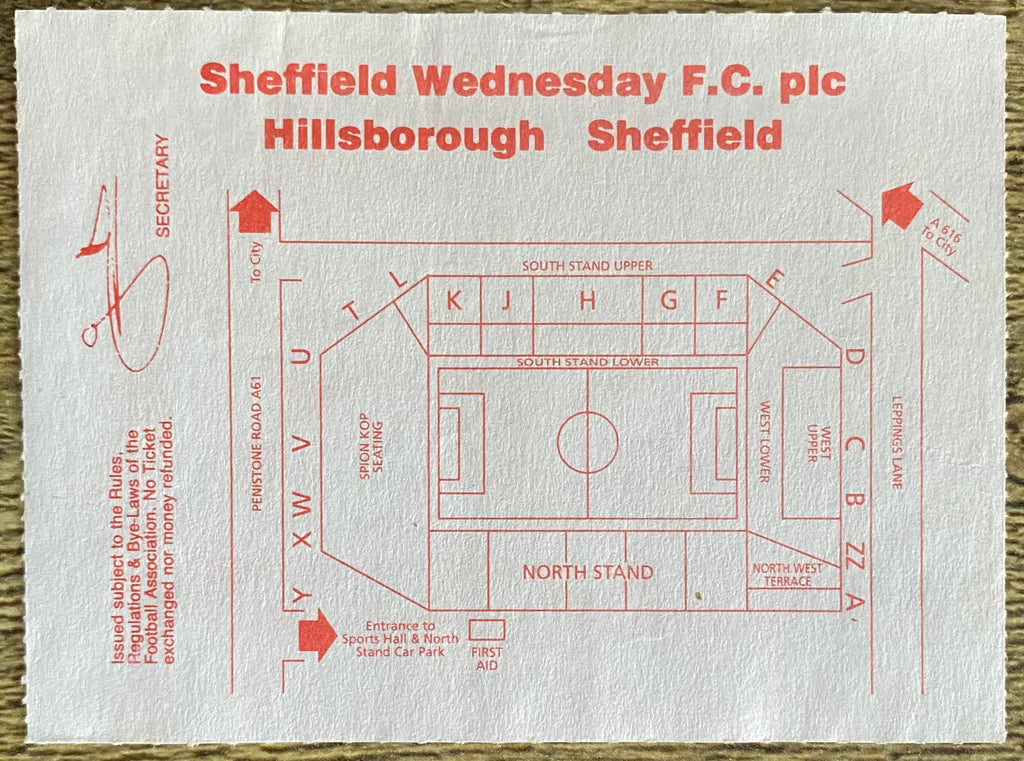 Sheffield Wednesday F.C. plc
Hillsborough Sheffield
SECRETARY
Issued subject to the Rules,
Regulations & Bye-Laws of the
Football Association. No Ticket
exchanged nor money refunded.
To City
A 616
To City
SOUTH STAND UPPER
L
T
K J H G F
E
SOUTH STAND LOWER
U
V
W
X
Y
PENISTONE ROAD A61
SPION KOP
SEATING
WEST LOWER
WEST
UPPER
D
C
B
ZZ
A
LEPPINGS LANE
NORTH STAND
NORTH WEST
TERRACE
Entrance to
Sports Hall & North
Stand Car Park
FIRST
AID